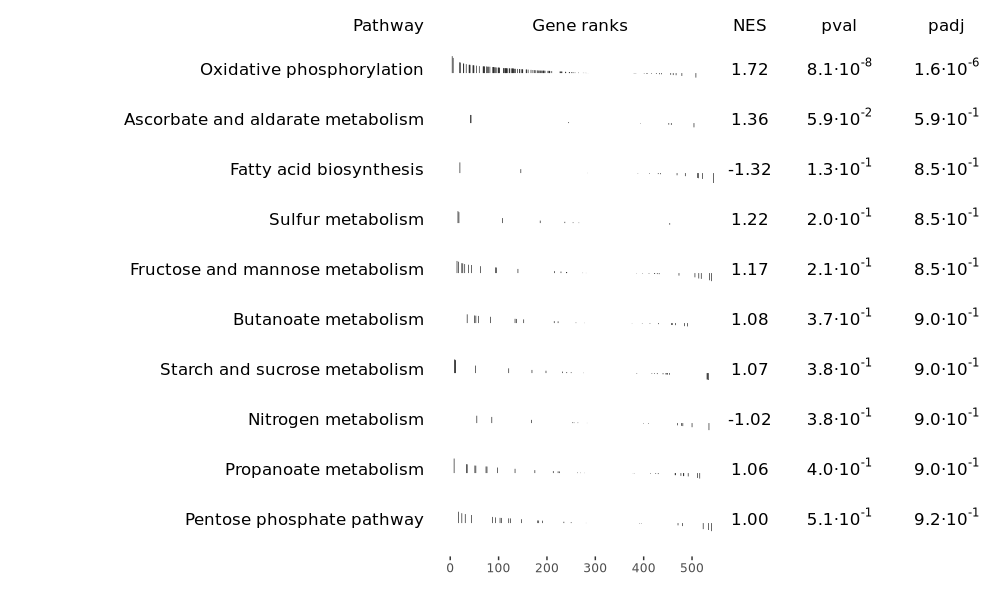 Pathway Gene ranks NES pval padj
Oxidative phosphorylation 1.72 8.1·10⁻⁸ 1.6·10⁻⁶
Ascorbate and aldarate metabolism 1.36 5.9·10⁻² 5.9·10⁻¹
Fatty acid biosynthesis -1.32 1.3·10⁻¹ 8.5·10⁻¹
Sulfur metabolism 1.22 2.0·10⁻¹ 8.5·10⁻¹
Fructose and mannose metabolism 1.17 2.1·10⁻¹ 8.5·10⁻¹
Butanoate metabolism 1.08 3.7·10⁻¹ 9.0·10⁻¹
Starch and sucrose metabolism 1.07 3.8·10⁻¹ 9.0·10⁻¹
Nitrogen metabolism -1.02 3.8·10⁻¹ 9.0·10⁻¹
Propanoate metabolism 1.06 4.0·10⁻¹ 9.0·10⁻¹
Pentose phosphate pathway 1.00 5.1·10⁻¹ 9.2·10⁻¹
0 100 200 300 400 500